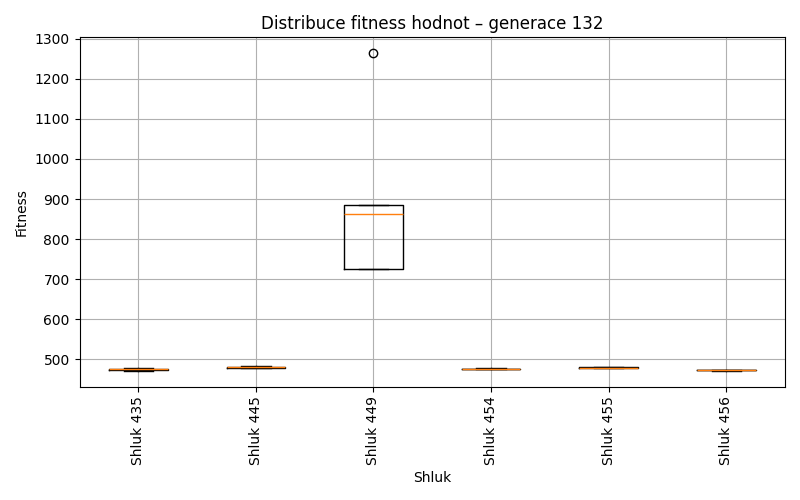 Distribuce fitness hodnot – generace 132
1300
1200
1100
1000
900
800
700
600
500
Fitness
Shluk 435
Shluk 445
Shluk 449
Shluk 454
Shluk 455
Shluk 456
Shluk